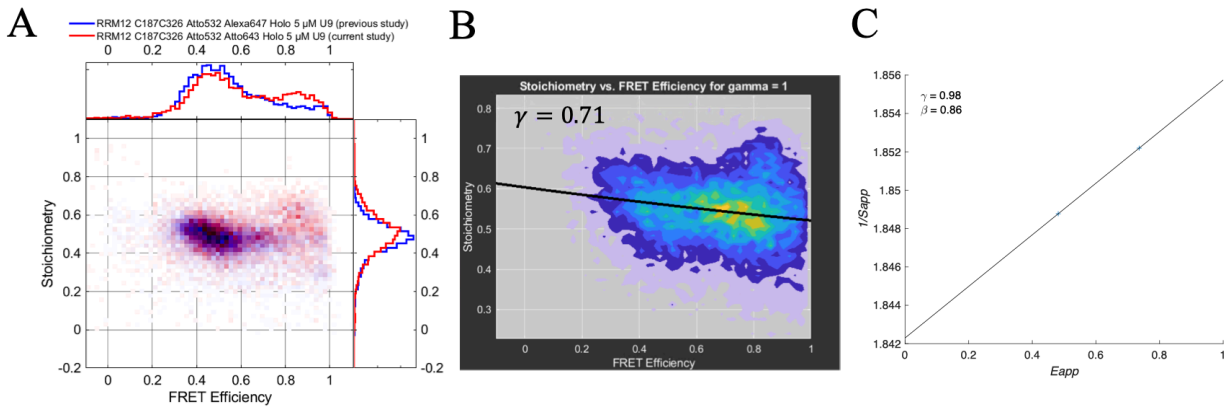 A
RRM12 C187C326 Atto532 Alexa647 Holo 5 µM U9 (previous study)
RRM12 C187C326 Atto532 Atto643 Holo 5 µM U9 (current study)
0 0.2 0.4 0.6 0.8 1
1 1
0.8 0.8
0.6 0.6
0.4 0.4
0.2 0.2
0 0
-0.2 -0.2
0 0.2 0.4 0.6 0.8 1
Stoichiometry
FRET Efficiency
B
Stoichiometry vs. FRET Efficiency for gamma = 1
γ = 0.71
0.8
0.7
0.6
0.5
0.4
0.3
0 0.2 0.4 0.6 0.8 1
Stoichiometry
FRET Efficiency
C
1.856
γ = 0.98
β = 0.86
1.854
1.852
1.85
1.848
1.846
1.844
1.842
0 0.2 0.4 0.6 0.8 1
1/Sapp
Eapp